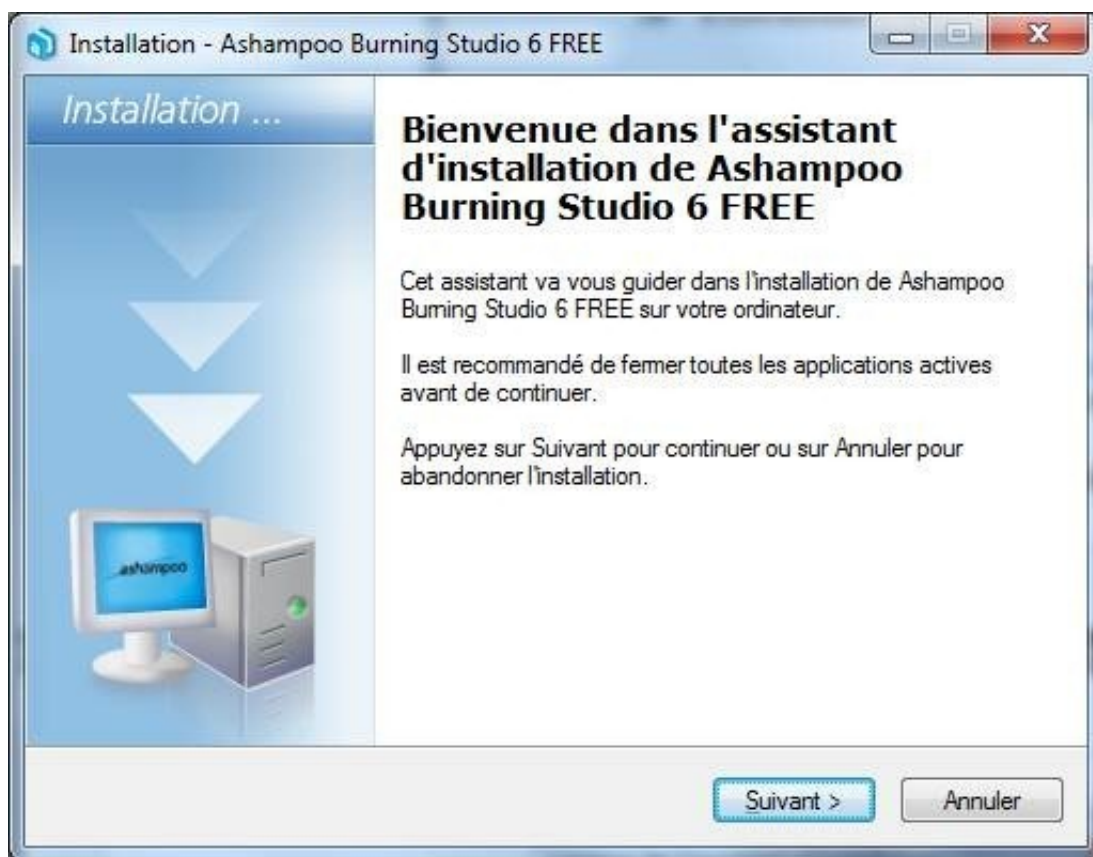 Installation - Ashampoo Burning Studio 6 FREE
Installation ...
Bienvenue dans l'assistant
d'installation de Ashampoo
Burning Studio 6 FREE
Cet assistant va vous guider dans l'installation de Ashampoo
Burning Studio 6 FREE sur votre ordinateur.
Il est recommandé de fermer toutes les applications actives
avant de continuer.
Appuyez sur Suivant pour continuer ou sur Annuler pour
abandonner l'installation.
ashampoo
Suivant >
Annuler